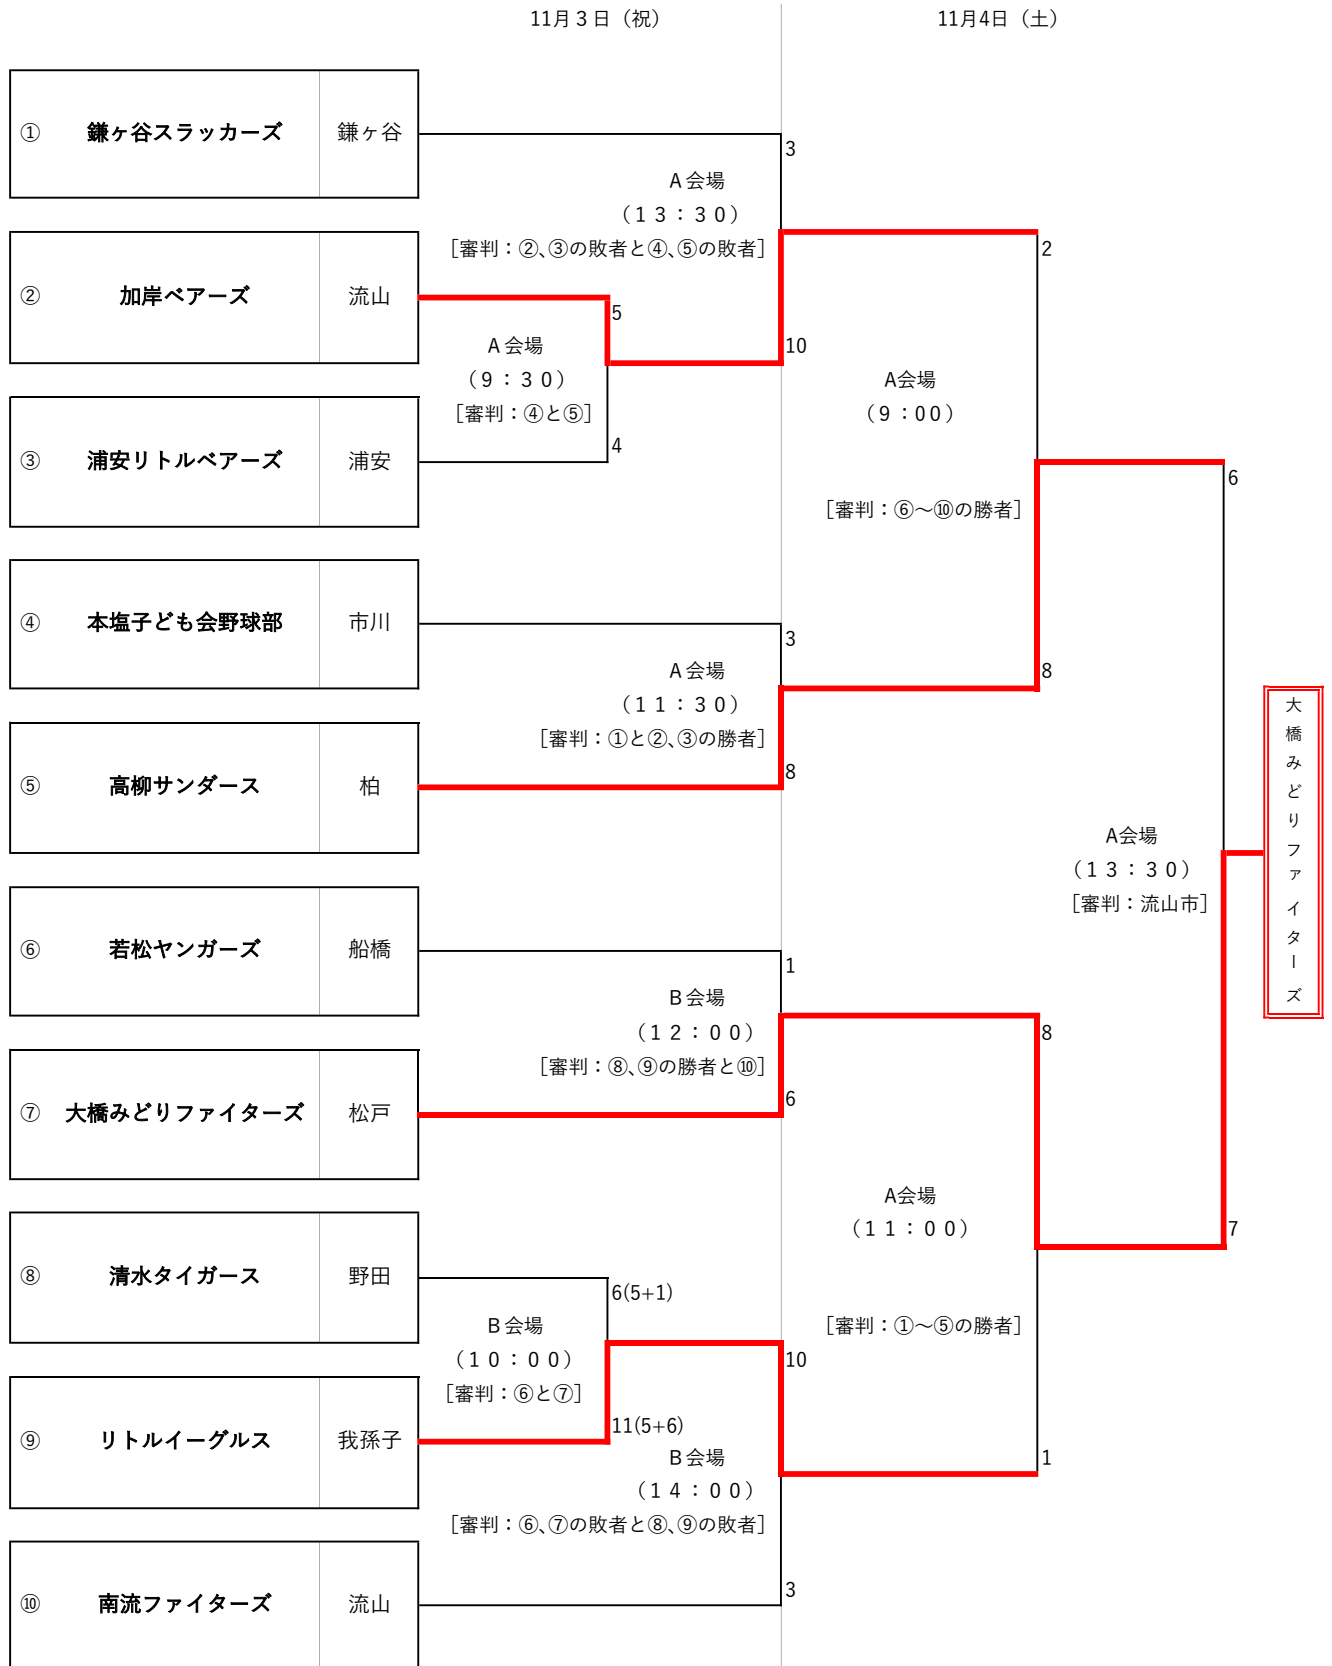 11月３日（祝）
11月4日（土）
① 鎌ヶ谷スラッカーズ 鎌ヶ谷
3
Ａ会場
（１３：３０）
［審判：②、③の敗者と④、⑤の敗者］
2
② 加岸ベアーズ 流山
5
10
Ａ会場
（９：３０）
［審判：④と⑤］
A会場
（９：00）
4
③ 浦安リトルベアーズ 浦安
6
［審判：⑥～⑩の勝者］
④ 本塩子ども会野球部 市川
3
Ａ会場
（１１：３０）
［審判：①と②、③の勝者］
8
8
⑤ 高柳サンダース 柏
大橋みどりファイターズ
A会場
（１３：３０）
［審判：流山市］
⑥ 若松ヤンガーズ 船橋
1
Ｂ会場
（１２：００）
［審判：⑧、⑨の勝者と⑩］
8
6
⑦ 大橋みどりファイターズ 松戸
A会場
（１１：００）
7
⑧ 清水タイガース 野田
6(5+1)
Ｂ会場
（１０：００）
［審判：⑥と⑦］
［審判：①～⑤の勝者］
10
11(5+6)
⑨ リトルイーグルス 我孫子
Ｂ会場
（１４：００）
［審判：⑥、⑦の敗者と⑧、⑨の敗者］
1
3
⑩ 南流ファイターズ 流山